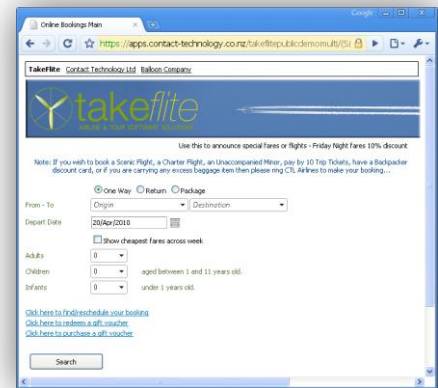 Google
Online Bookings Main
https://apps.contact-technology.co.nz/takeflitepublicdemomulti/(S(
TakeFlite Contact Technology Ltd Balloon Company
takeflite
AIRLINE & TOUR SOFTWARE SOLUTIONS
Use this to announce special fares or flights - Friday Night fares 10% discount
Note: If you wish to book a Scenic Flight, a Charter Flight, an Unaccompanied Minor, pay by 10 Trip Tickets, have a Backpacker
discount card, or if you are carrying any excess baggage item then please ring CTL Airlines to make your booking...
One Way Return Package
From - To Origin Destination
Depart Date 20/Apr/2010
Show cheapest fares across week
Adults 0
Children 0 aged between 1 and 11 years old.
Infants 0 under 1 years old.
Click here to find/reschedule your booking
Click here to redeem a gift voucher
Click here to purchase a gift voucher
Search